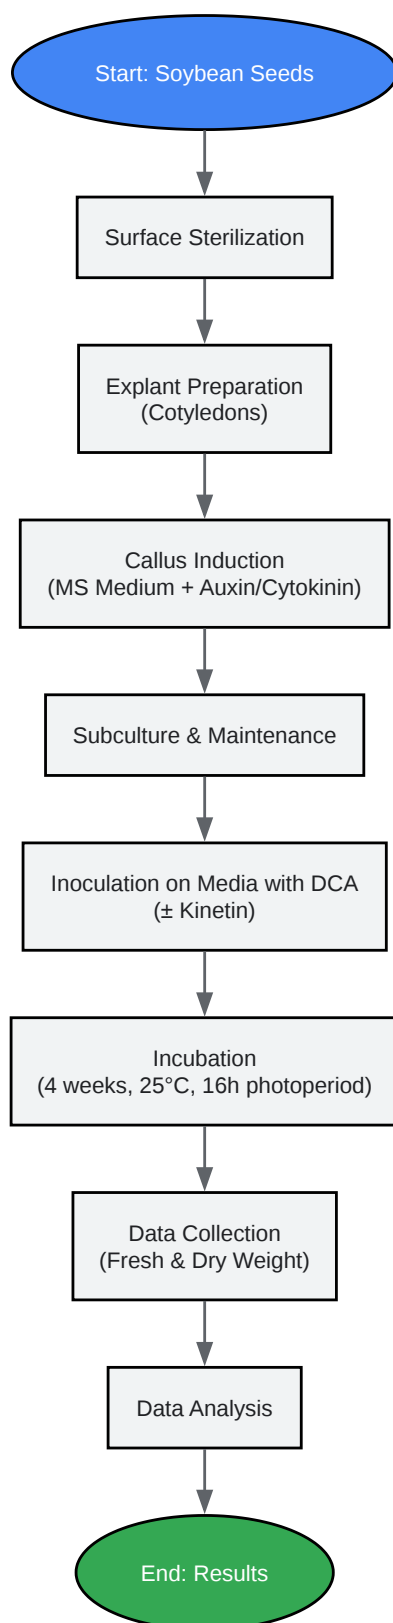 Start: Soybean Seeds
Surface Sterilization
Explant Preparation
(Cotyledons)
Callus Induction
(MS Medium + Auxin/Cytokinin)
Subculture & Maintenance
Inoculation on Media with DCA
(± Kinetin)
Incubation
(4 weeks, 25°C, 16h photoperiod)
Data Collection
(Fresh & Dry Weight)
Data Analysis
End: Results